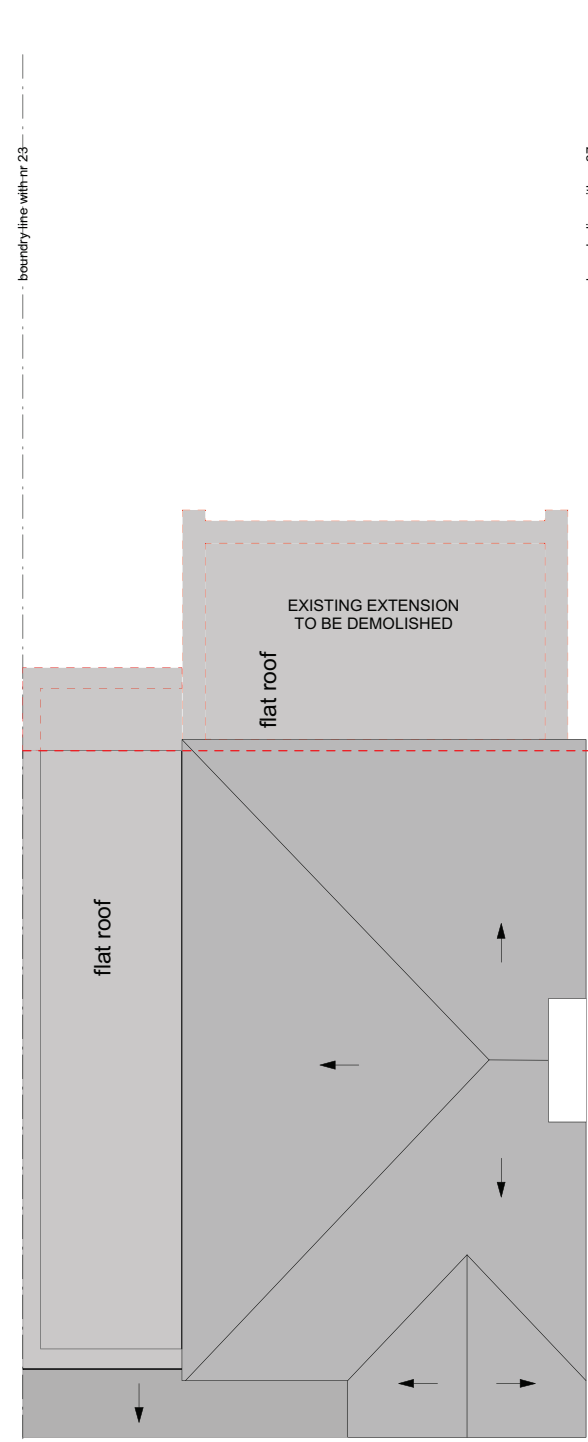 boundry line with nr 23
EXISTING EXTENSION
TO BE DEMOLISHED
flat roof
flat roof